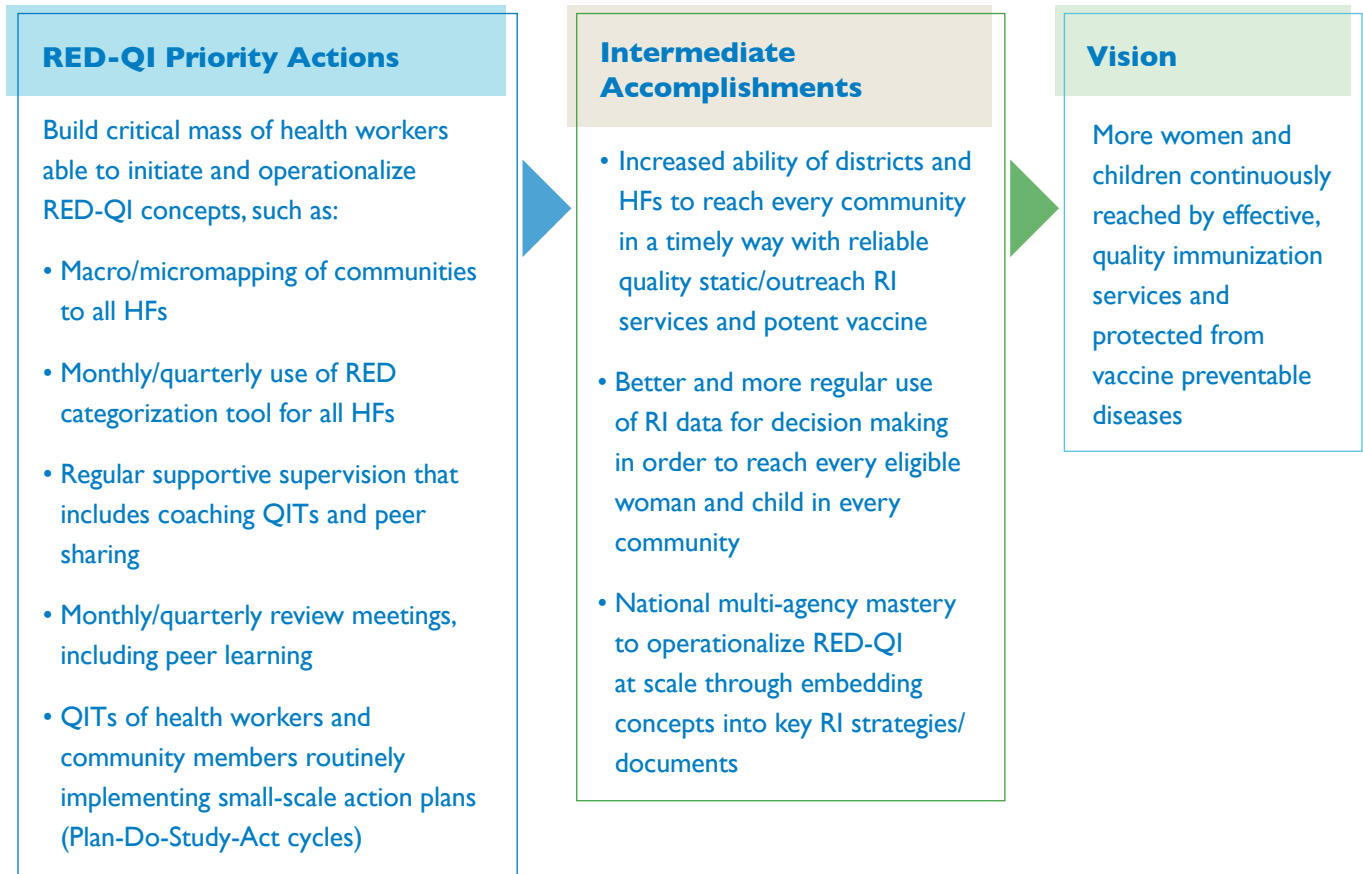 RED-QI Priority Actions
Build critical mass of health workers
able to initiate and operationalize
RED-QI concepts, such as:
• Macro/micromapping of communities
to all HFs
• Monthly/quarterly use of RED
categorization tool for all HFs
• Regular supportive supervision that
includes coaching QITs and peer
sharing
• Monthly/quarterly review meetings,
including peer learning
• QITs of health workers and
community members routinely
implementing small-scale action plans
(Plan-Do-Study-Act cycles)
Intermediate
Accomplishments
• Increased ability of districts and
HFs to reach every community
in a timely way with reliable
quality static/outreach RI
services and potent vaccine
• Better and more regular use
of RI data for decision making
in order to reach every eligible
woman and child in every
community
• National multi-agency mastery
to operationalize RED-QI
at scale through embedding
concepts into key RI strategies/
documents
Vision
More women and
children continuously
reached by effective,
quality immunization
services and
protected from
vaccine preventable
diseases